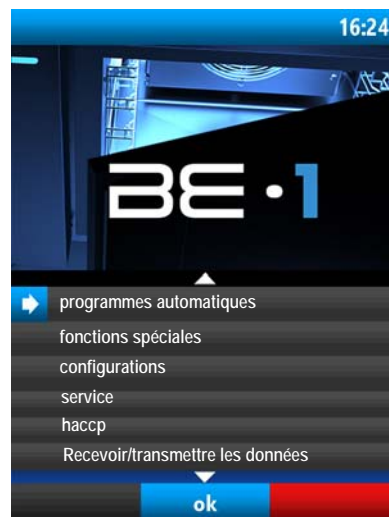 16:24
BE·1
programmes automatiques
fonctions spéciales
configurations
service
haccp
Recevoir/transmettre les données
ok